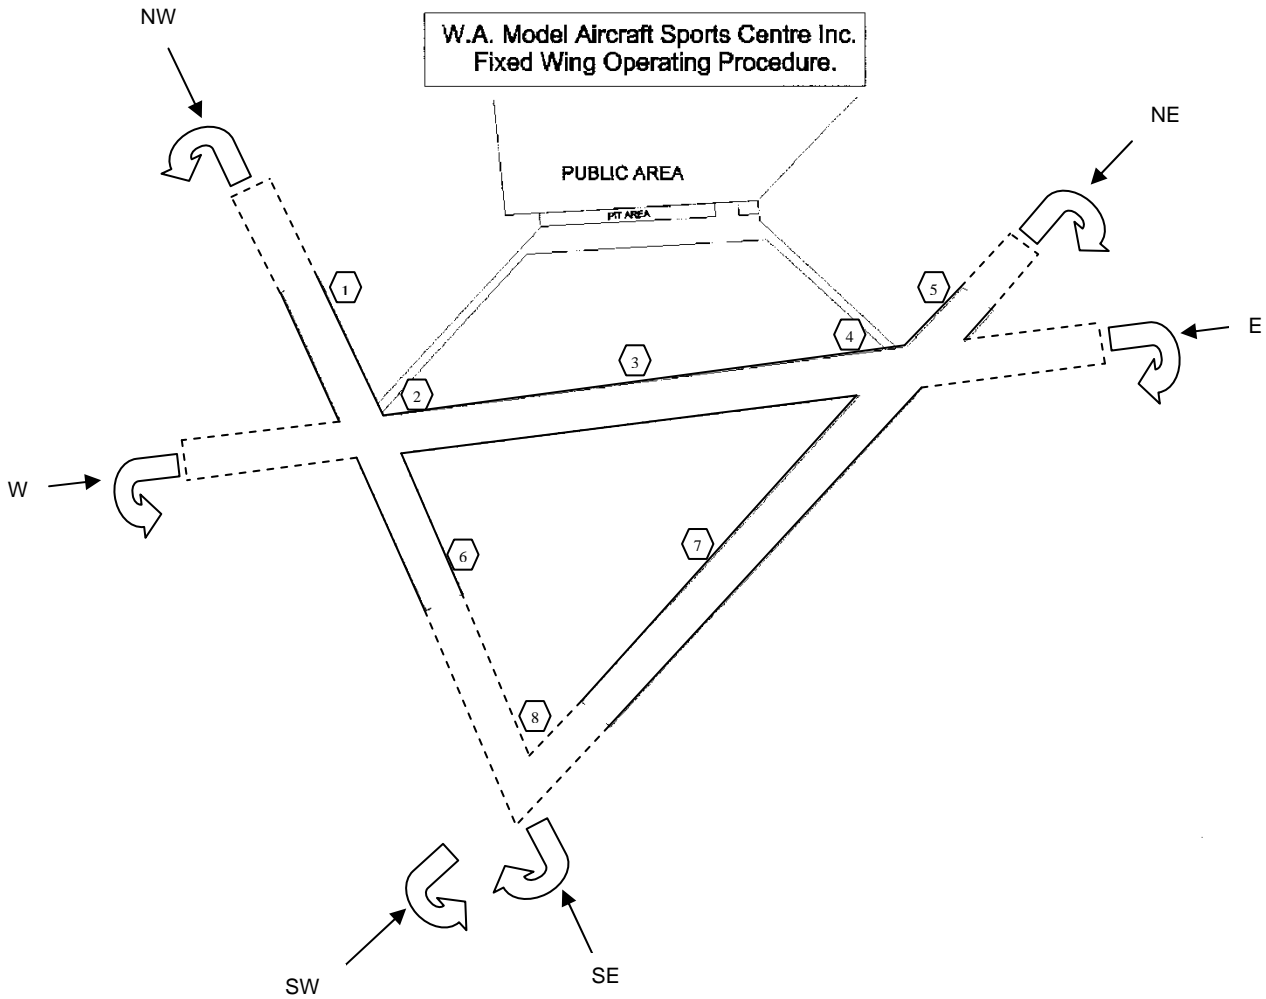 NW
W.A. Model Aircraft Sports Centre Inc.
Fixed Wing Operating Procedure.
NE
PUBLIC AREA
PIT AREA
1
5
E
4
3
2
W
6
7
8
SW
SE